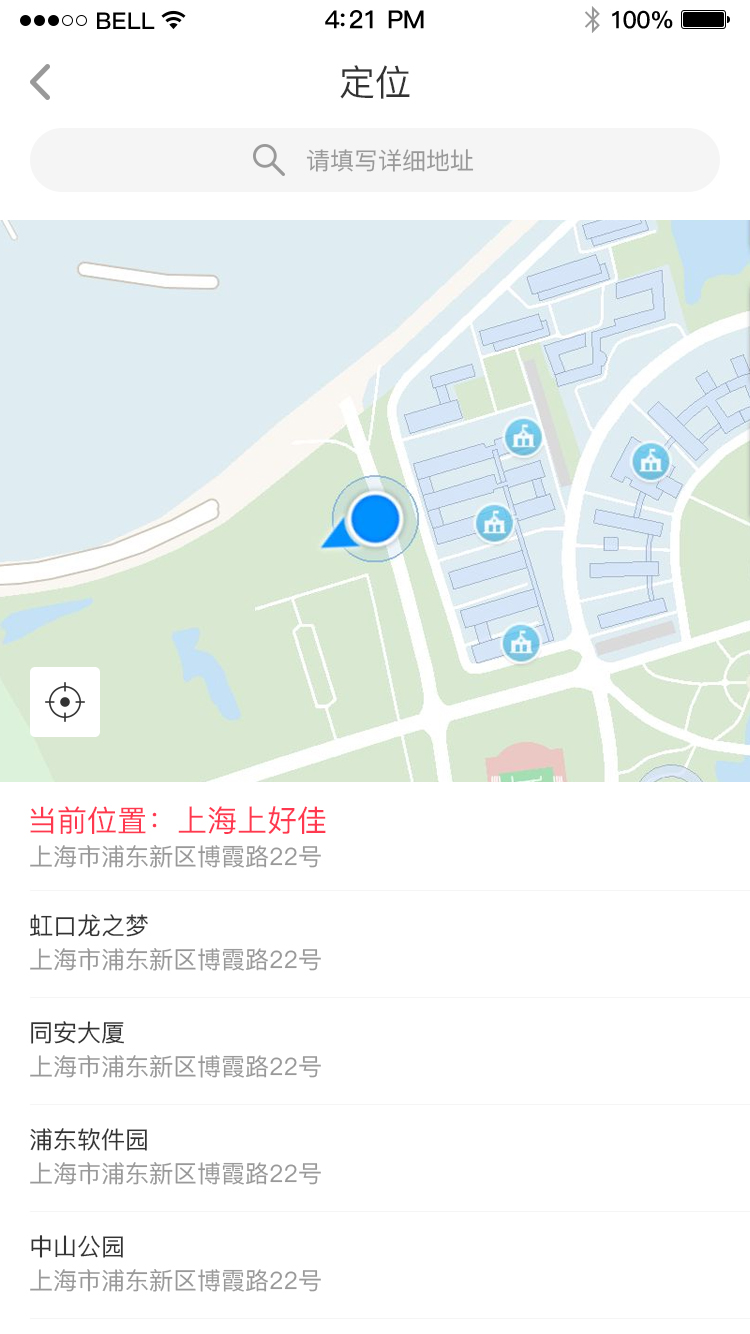 BELL 4:21 PM 100%
定位
请填写详细地址
当前位置：上海上好佳
上海市浦东新区博霞路22号
虹口龙之梦
上海市浦东新区博霞路22号
同安大厦
上海市浦东新区博霞路22号
浦东软件园
上海市浦东新区博霞路22号
中山公园
上海市浦东新区博霞路22号